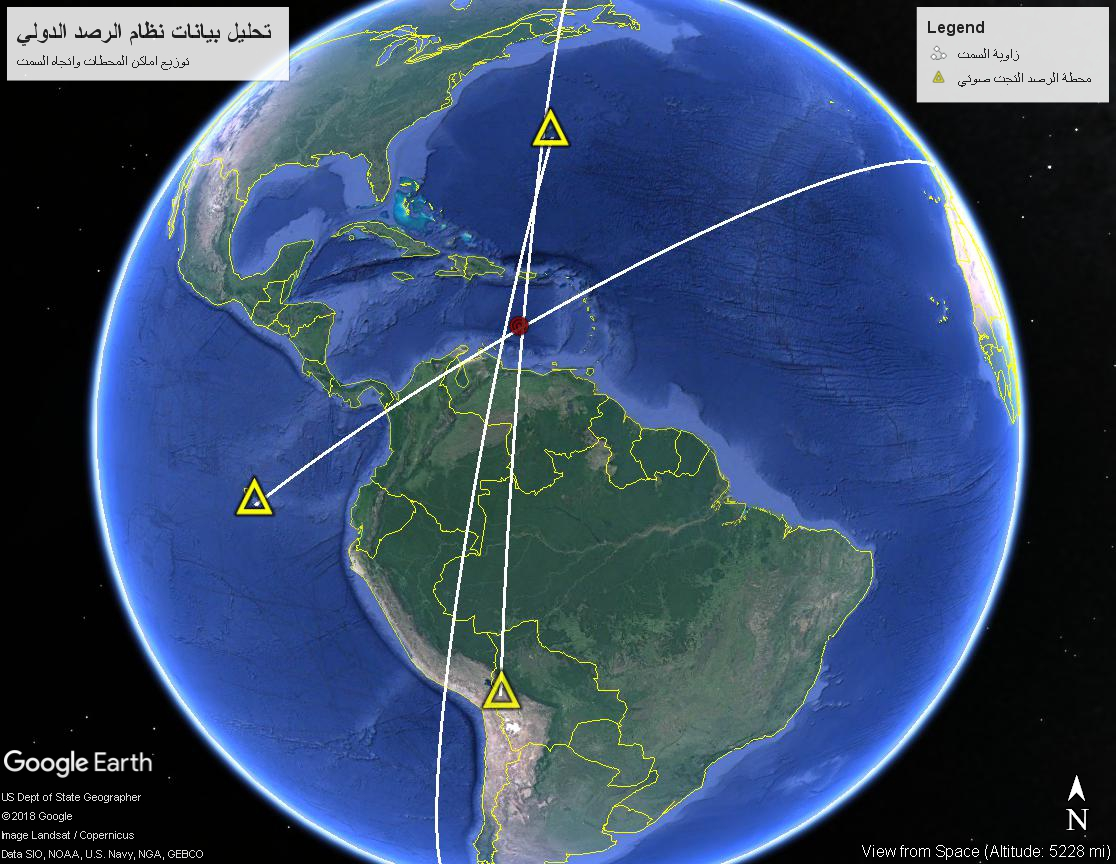 تحليل بيانات نظام الرصد الدولي
توزيع اماكن المحطات واتجاه السمت
Legend
زاوية السمت
محطة الرصد التحت صوتي
Google Earth
US Dept of State Geographer
©2018 Google
Image Landsat / Copernicus
Data SIO, NOAA, U.S. Navy, NGA, GEBCO
N
View from Space (Altitude: 5228 mi)